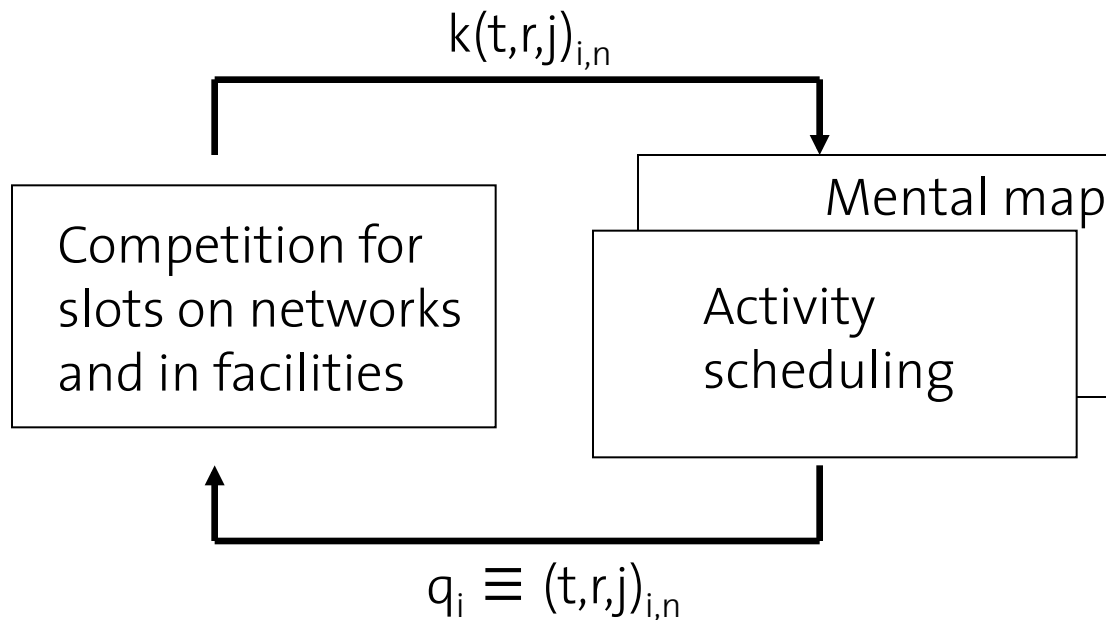 k(t,r,j)i,n
Mental map
Competition for
slots on networks
and in facilities
Activity
scheduling
qi ≡ (t,r,j)i,n